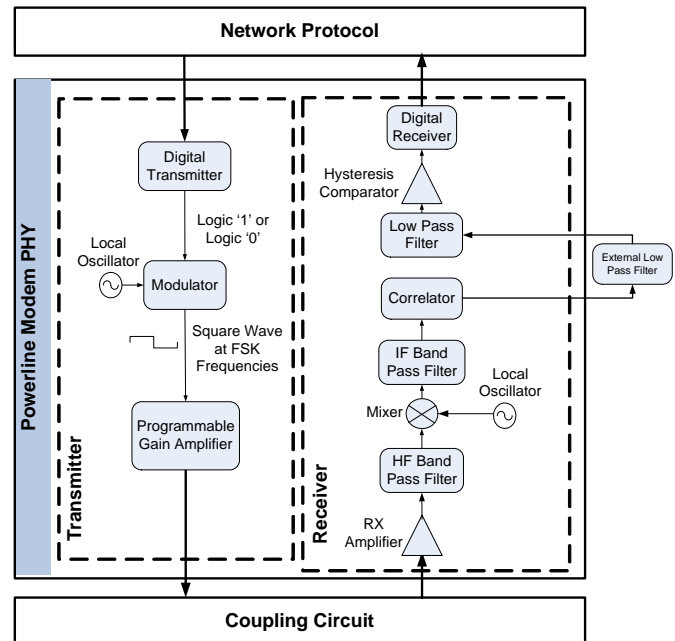 Network Protocol
Powerline Modem PHY
Transmitter
Digital
Transmitter
Logic ‘1’ or
Logic ‘0’
Local
Oscillator
Modulator
Square Wave
at FSK
Frequencies
Programmable
Gain Amplifier
Receiver
Digital
Receiver
Hysteresis
Comparator
Low Pass
Filter
External Low
Pass Filter
Correlator
IF Band
Pass Filter
Local
Oscillator
Mixer
HF Band
Pass Filter
RX
Amplifier
Coupling Circuit